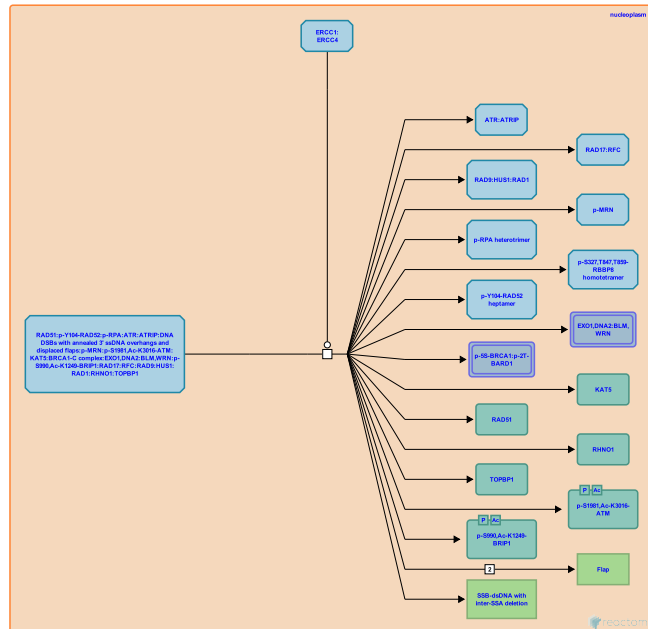 nucleoplasm
ERCC1:
ERCC4
ATR:ATRIP
RAD17:RFC
RAD9:HUS1:RAD1
p-MRN
p-RPA heterotrimer
p-S327,T847,T859-
RBBP8
homotetramer
p-Y104-RAD52
heptamer
RAD51:p-Y104-RAD52:p-RPA:ATR:ATRIP:DNA
DSBs with annealed 3' ssDNA overhangs and
displaced flaps:p-MRN:p-S1981,Ac-K3016-ATM:
KAT5:BRCA1-C complex:EXO1,DNA2:BLM,WRN:p-
S990,Ac-K1249-BRIP1:RAD17:RFC:RAD9:HUS1:
RAD1:RHNO1:TOPBP1
EXO1,DNA2:BLM,
WRN
p-5S-BRCA1:p-2T-
BARD1
KAT5
RAD51
RHNO1
TOPBP1
P Ac
p-S1981,Ac-K3016-
ATM
P Ac
p-S990,Ac-K1249-
BRIP1
2
Flap
SSB-dsDNA with
inter-SSA deletion
reactome